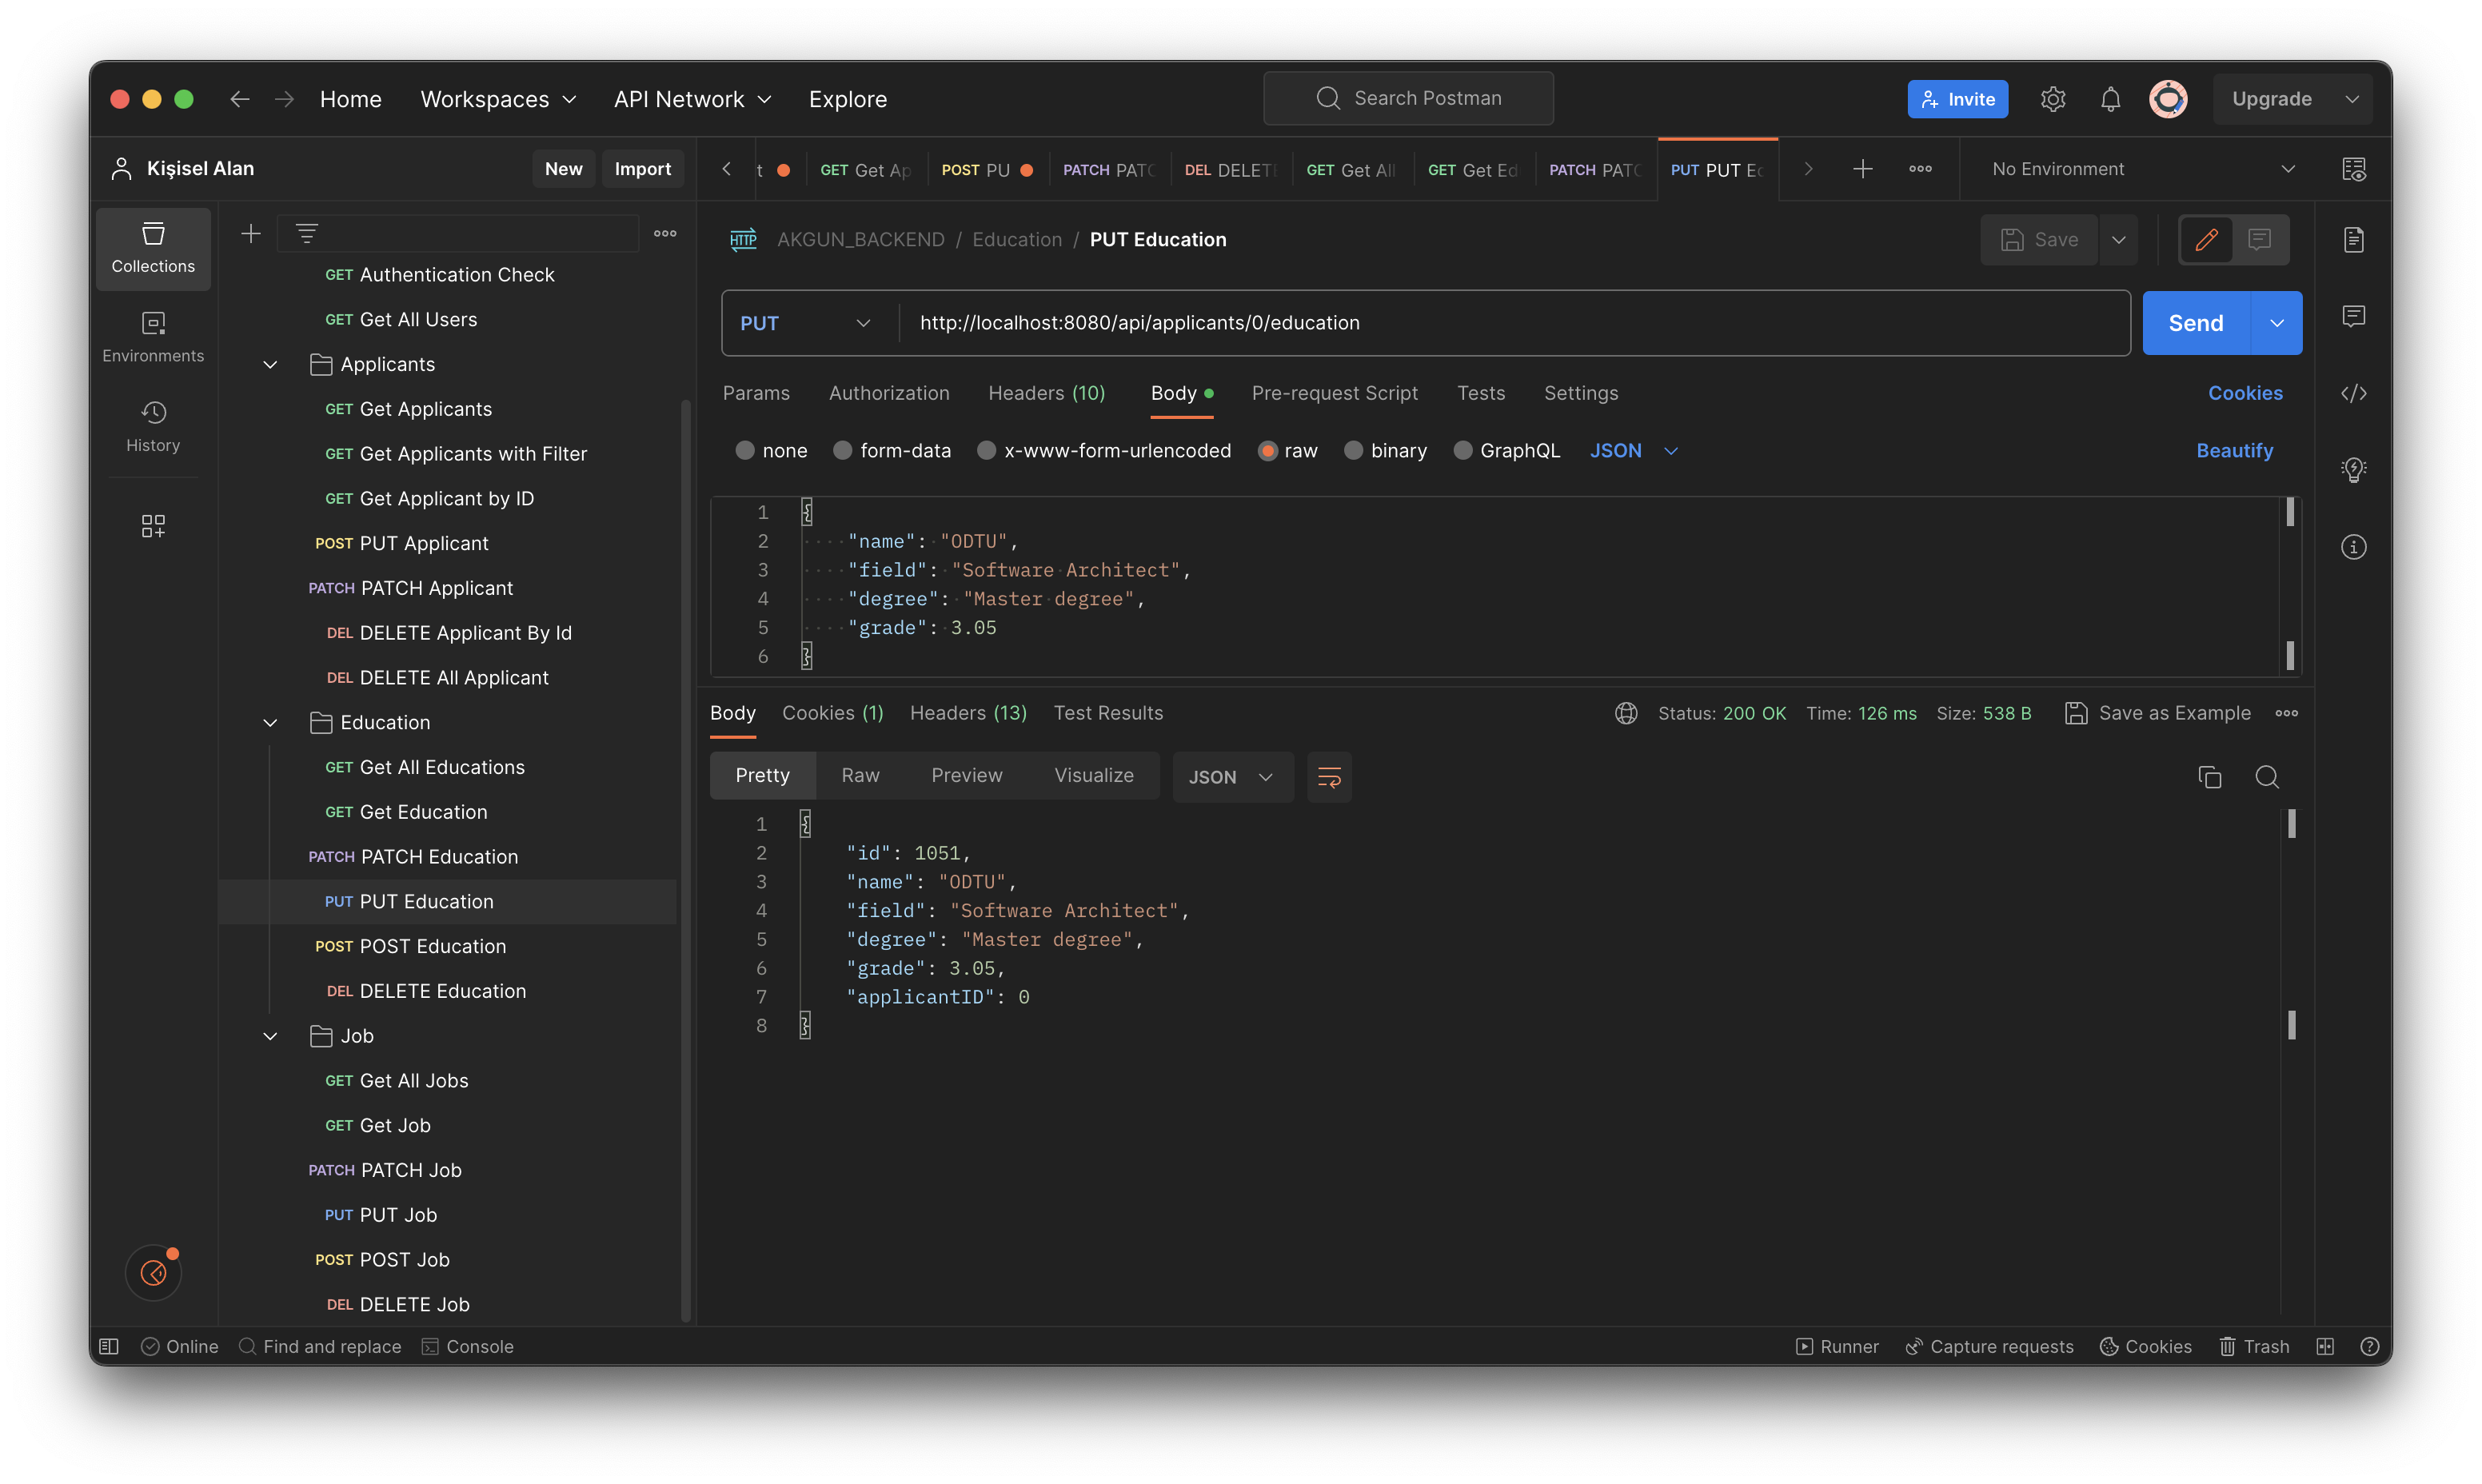 Home Workspaces API Network Explore Search Postman Invite Upgrade
Kişisel Alan New Import
t GET Get Ap POST PU PATCH PATC DEL DELETE GET Get All GET Get Ed PATCH PATC PUT PUT Ec No Environment
Collections
Environments
History
GET Authentication Check
GET Get All Users
Applicants
GET Get Applicants
GET Get Applicants with Filter
GET Get Applicant by ID
POST PUT Applicant
PATCH PATCH Applicant
DEL DELETE Applicant By Id
DEL DELETE All Applicant
Education
GET Get All Educations
GET Get Education
PATCH PATCH Education
PUT PUT Education
POST POST Education
DEL DELETE Education
Job
GET Get All Jobs
GET Get Job
PATCH PATCH Job
PUT PUT Job
POST POST Job
DEL DELETE Job
HTTP AKGUN_BACKEND / Education / PUT Education Save
PUT http://localhost:8080/api/applicants/0/education Send
Params Authorization Headers (10) Body Pre-request Script Tests Settings Cookies
none form-data x-www-form-urlencoded raw binary GraphQL JSON Beautify
1 {
2 "name": "ODTU",
3 "field": "Software Architect",
4 "degree": "Master degree",
5 "grade": 3.05
6 }
Body Cookies (1) Headers (13) Test Results Status: 200 OK Time: 126 ms Size: 538 B Save as Example
Pretty Raw Preview Visualize JSON
1 {
2 "id": 1051,
3 "name": "ODTU",
4 "field": "Software Architect",
5 "degree": "Master degree",
6 "grade": 3.05,
7 "applicantID": 0
8 }
Online Find and replace Console Runner Capture requests Cookies Trash